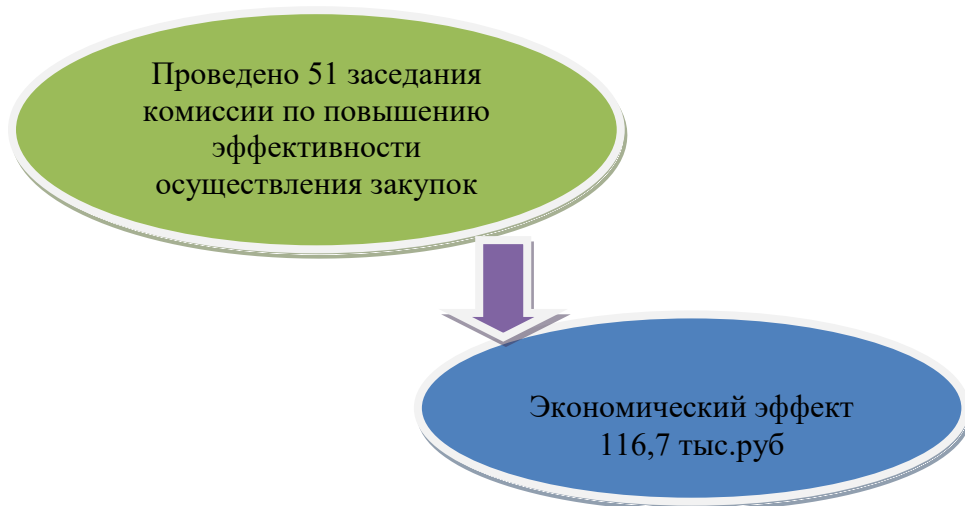 Проведено 51 заседания
комиссии по повышению
эффективности
осуществления закупок
Экономический эффект
116,7 тыс.руб